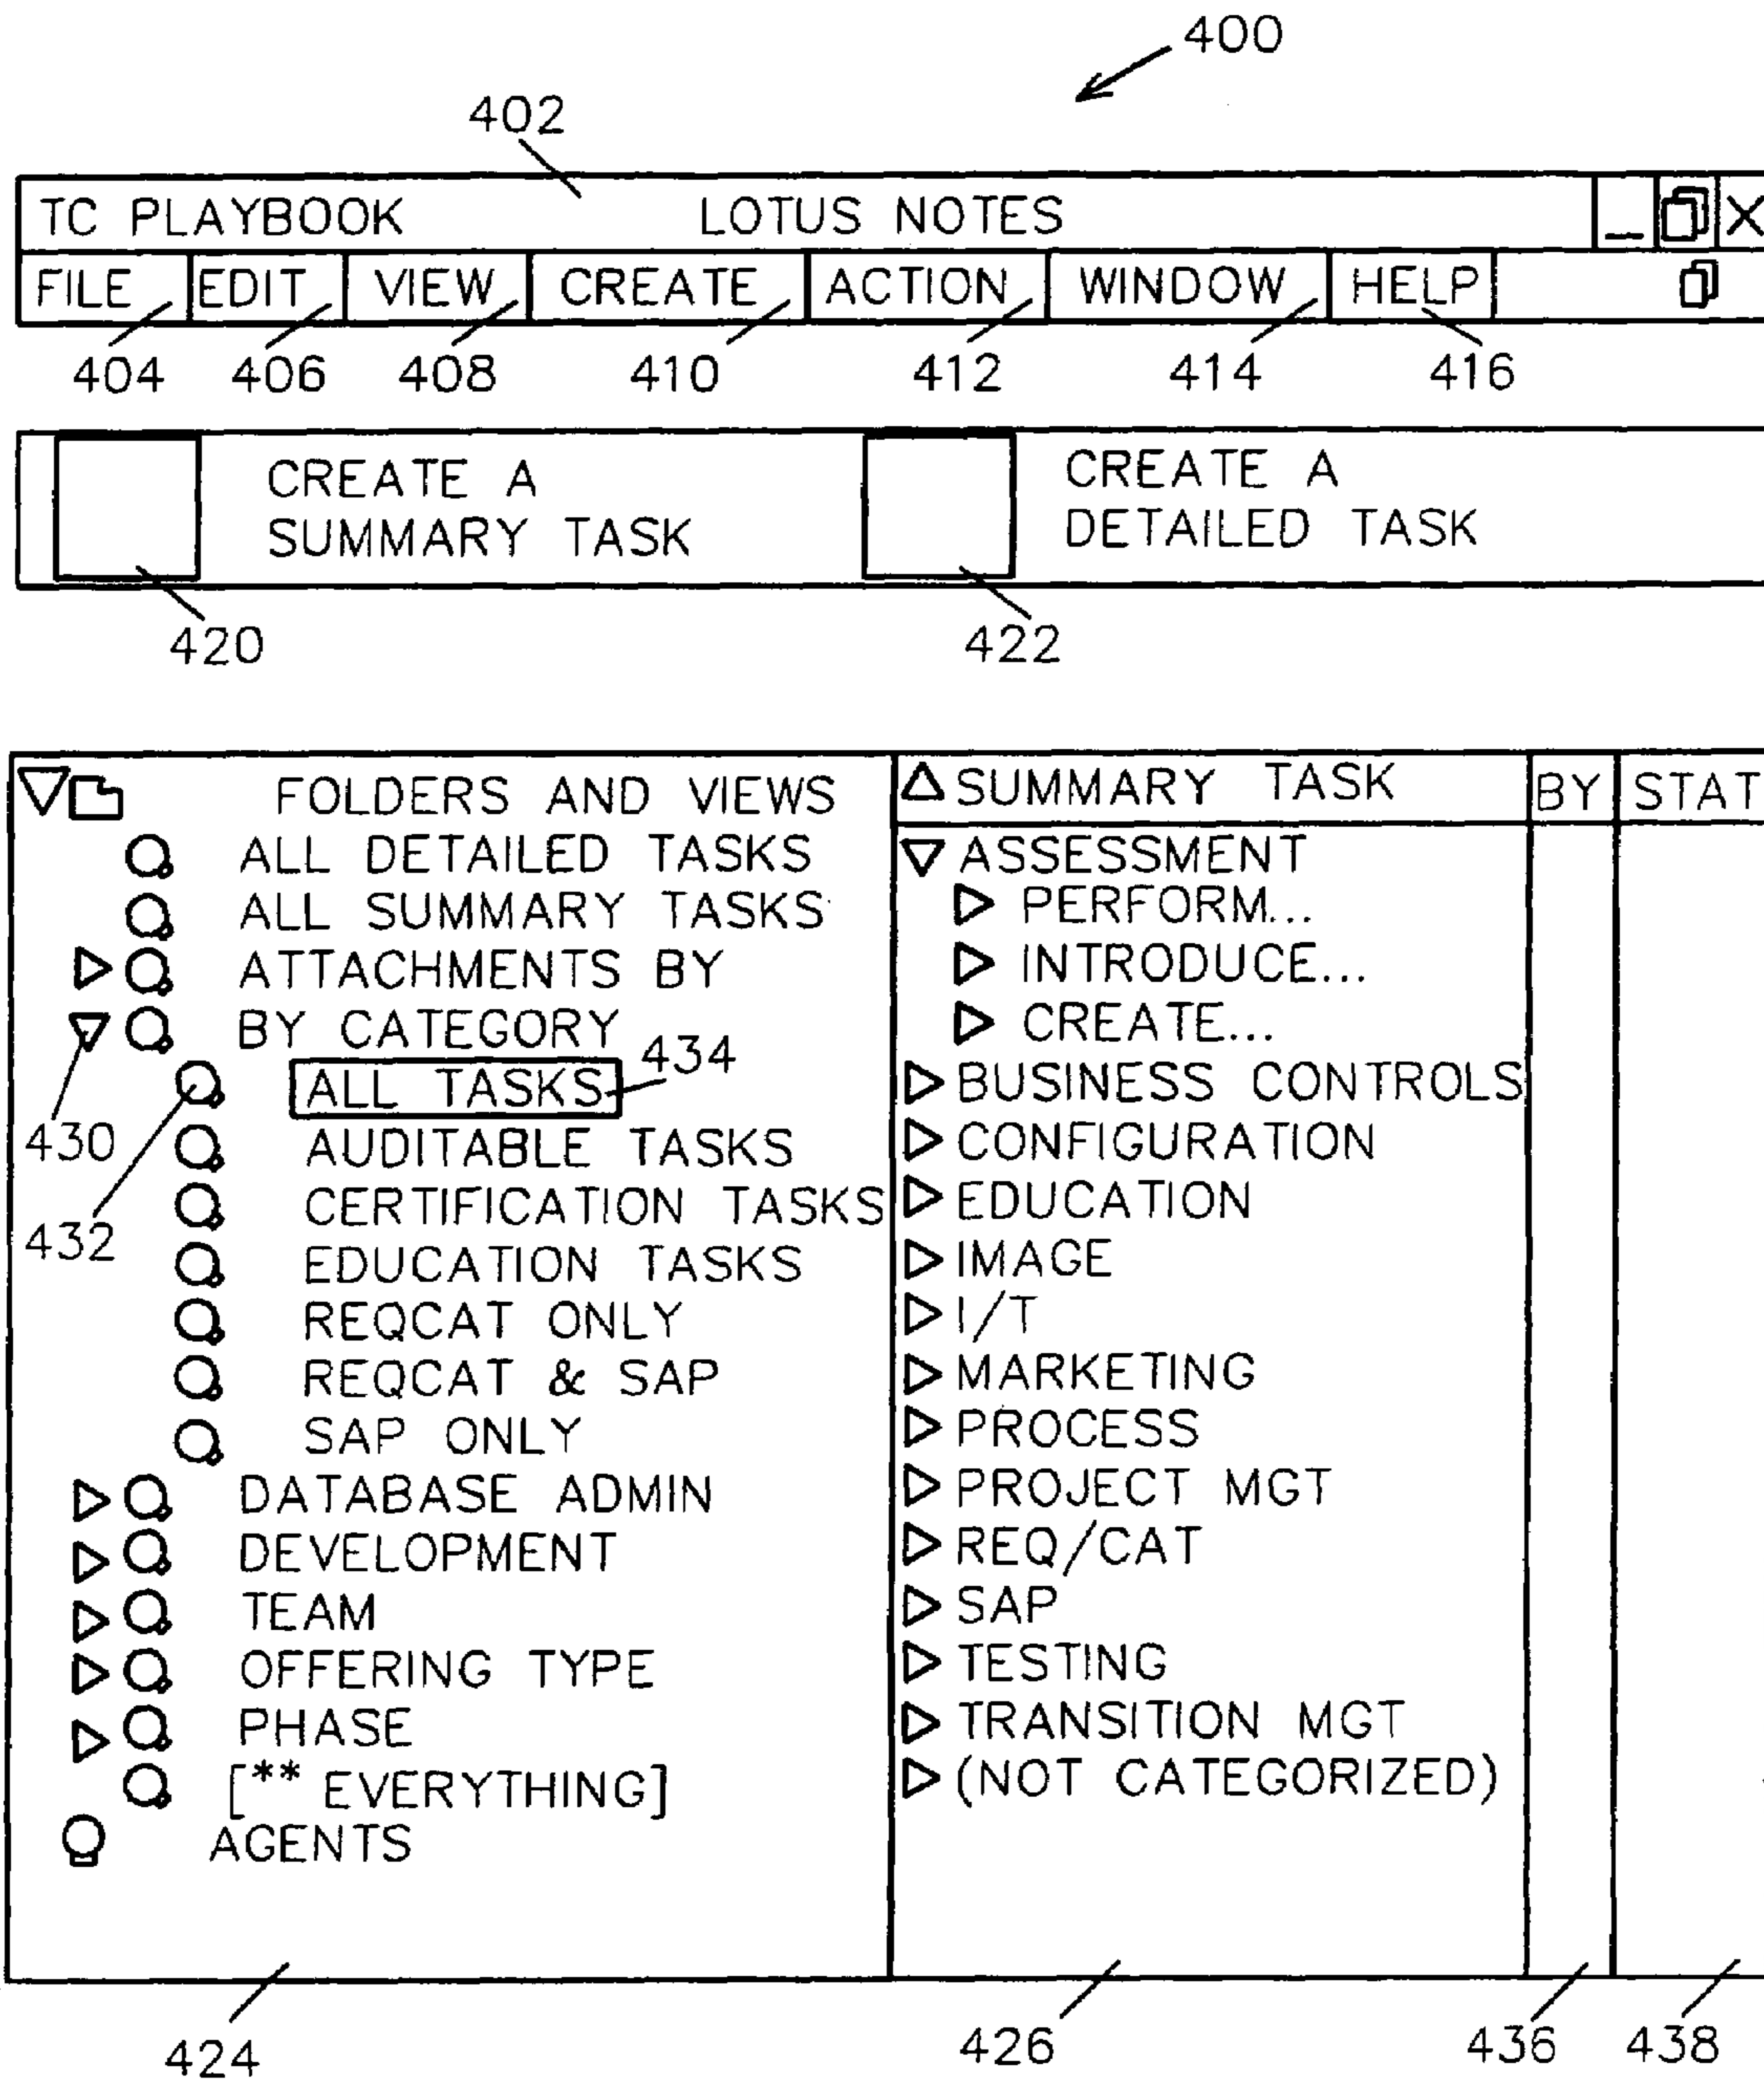 400
402
TC PLAYBOOK LOTUS NOTES
FILE EDIT VIEW CREATE ACTION WINDOW HELP
404 406 408 410 412 414 416
CREATE A
SUMMARY TASK
CREATE A
DETAILED TASK
420 422
FOLDERS AND VIEWS
ALL DETAILED TASKS
ALL SUMMARY TASKS
ATTACHMENTS BY
BY CATEGORY
ALL TASKS
434
430
AUDITABLE TASKS
CERTIFICATION TASKS
432
EDUCATION TASKS
REQCAT ONLY
REQCAT & SAP
SAP ONLY
DATABASE ADMIN
DEVELOPMENT
TEAM
OFFERING TYPE
PHASE
[** EVERYTHING]
AGENTS
SUMMARY TASK BY STAT
ASSESSMENT
PERFORM...
INTRODUCE...
CREATE...
BUSINESS CONTROLS
CONFIGURATION
EDUCATION
IMAGE
I/T
MARKETING
PROCESS
PROJECT MGT
REQ/CAT
SAP
TESTING
TRANSITION MGT
(NOT CATEGORIZED)
424 426 436 438